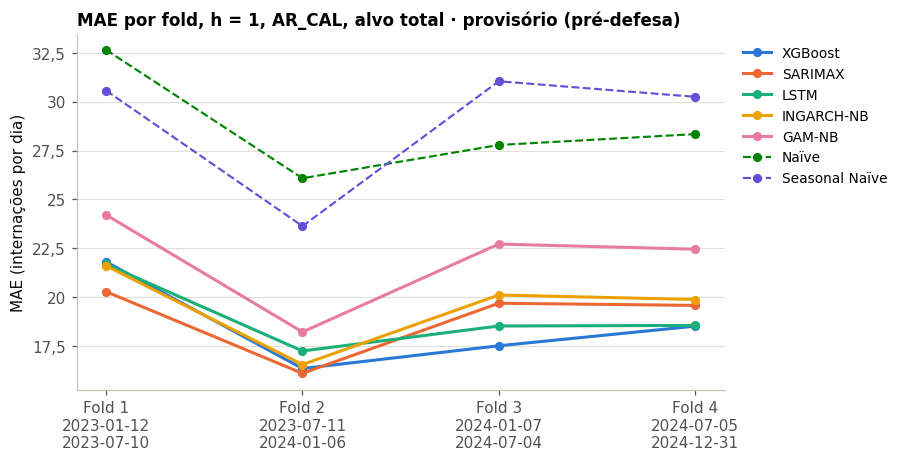 MAE por fold, h = 1, AR_CAL, alvo total · provisório (pré-defesa)
MAE (internações por dia)
32,5
30
27,5
25
22,5
20
17,5
Fold 1
2023-01-12
2023-07-10
Fold 2
2023-07-11
2024-01-06
Fold 3
2024-01-07
2024-07-04
Fold 4
2024-07-05
2024-12-31
XGBoost
SARIMAX
LSTM
INGARCH-NB
GAM-NB
Naïve
Seasonal Naïve